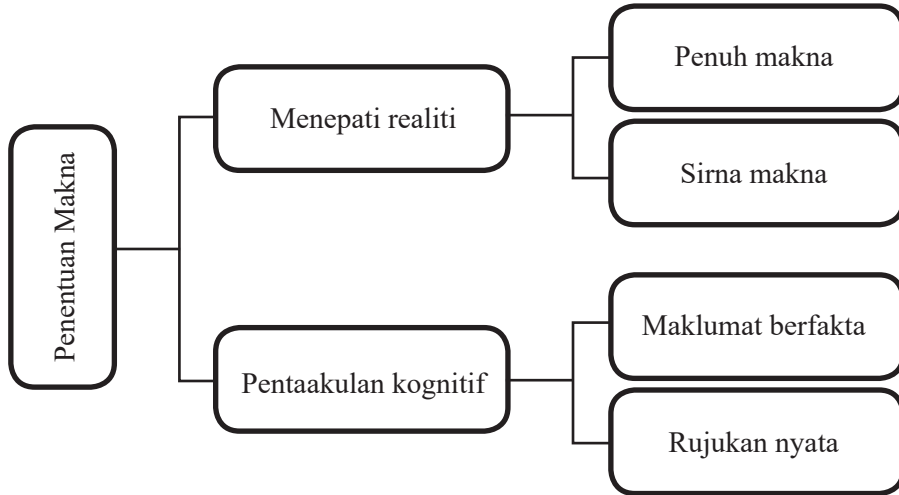 Penentuan Makna
Menepati realiti
Penuh makna
Sirna makna
Pentaakulan kognitif
Maklumat berfakta
Rujukan nyata